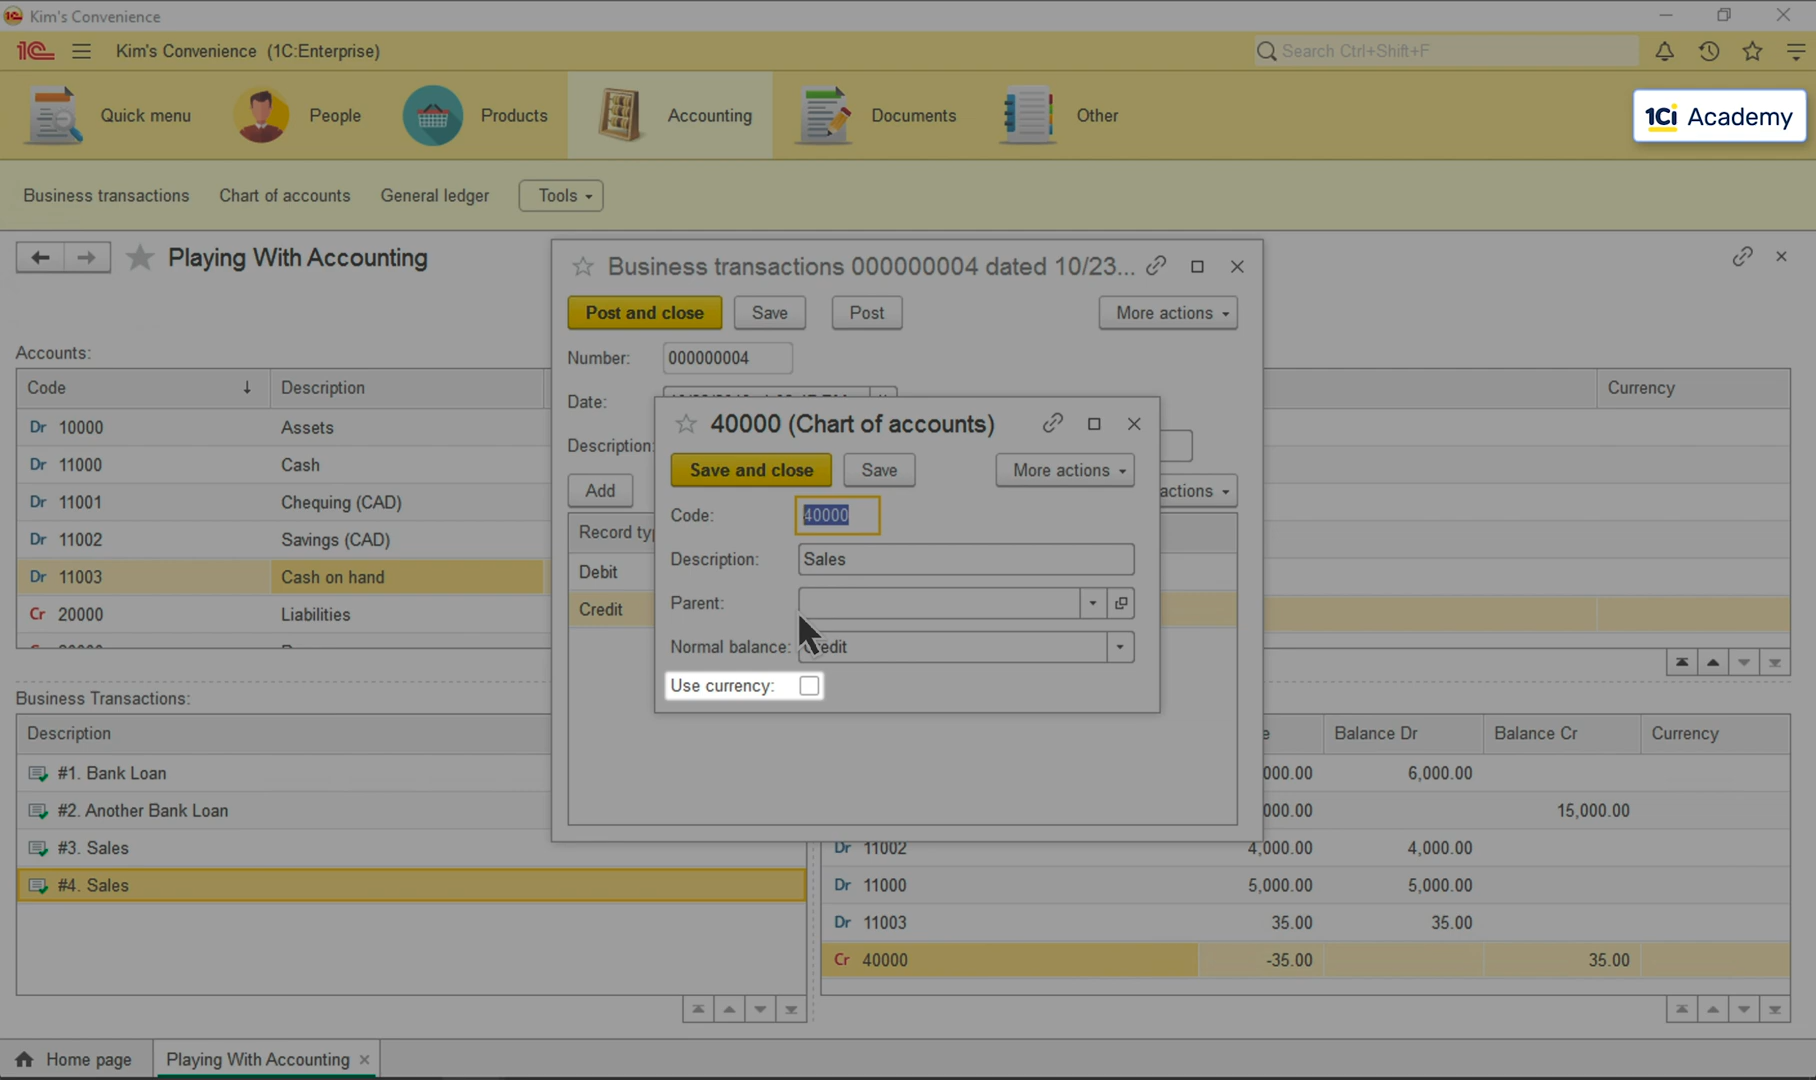 Kim's Convenience
1C Kim's Convenience (1C:Enterprise)
Search Ctrl+Shift+F
Quick menu
People
Products
Accounting
Documents
Other
1Ci Academy
Business transactions
Chart of accounts
General ledger
Tools
Playing With Accounting
Business transactions 000000004 dated 10/23...
Post and close
Save
Post
More actions
Number: 000000004
Date:
Description:
Add
actions
Record typ
Debit
Credit
40000 (Chart of accounts)
Save and close
Save
More actions
Code: 40000
Description: Sales
Parent:
Normal balance: Credit
Use currency:
Accounts:
Code Description Currency
Dr 10000 Assets
Dr 11000 Cash
Dr 11001 Chequing (CAD)
Dr 11002 Savings (CAD)
Dr 11003 Cash on hand
Cr 20000 Liabilities
Business Transactions:
Description
#1. Bank Loan
#2. Another Bank Loan
#3. Sales
#4. Sales
e Balance Dr Balance Cr Currency
000.00 6,000.00
000.00 15,000.00
Dr 11002 4,000.00 4,000.00
Dr 11000 5,000.00 5,000.00
Dr 11003 35.00 35.00
Cr 40000 -35.00 35.00
Home page
Playing With Accounting